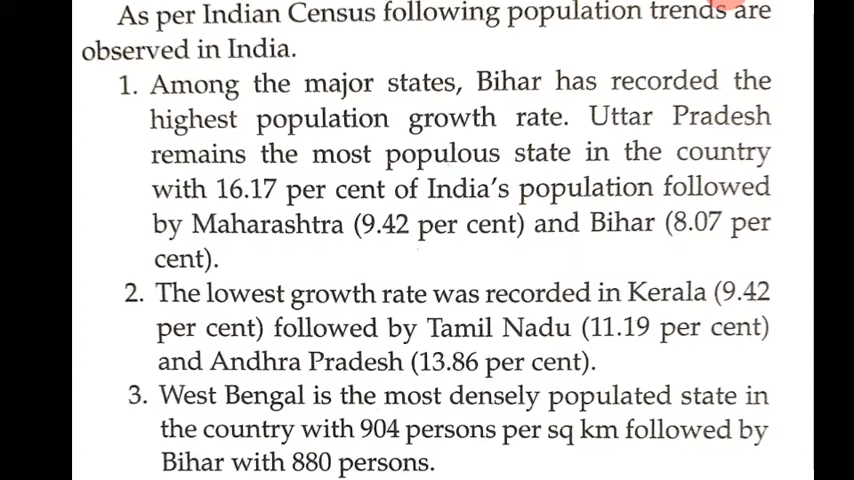 As per Indian Census following population trends are
observed in India.
1. Among the major states, Bihar has recorded the
highest population growth rate. Uttar Pradesh
remains the most populous state in the country
with 16.17 per cent of India's population followed
by Maharashtra (9.42 per cent) and Bihar (8.07 per
cent).
2. The lowest growth rate was recorded in Kerala (9.42
per cent) followed by Tamil Nadu (11.19 per cent)
and Andhra Pradesh (13.86 per cent).
3. West Bengal is the most densely populated state in
the country with 904 persons per sq km followed by
Bihar with 880 persons.